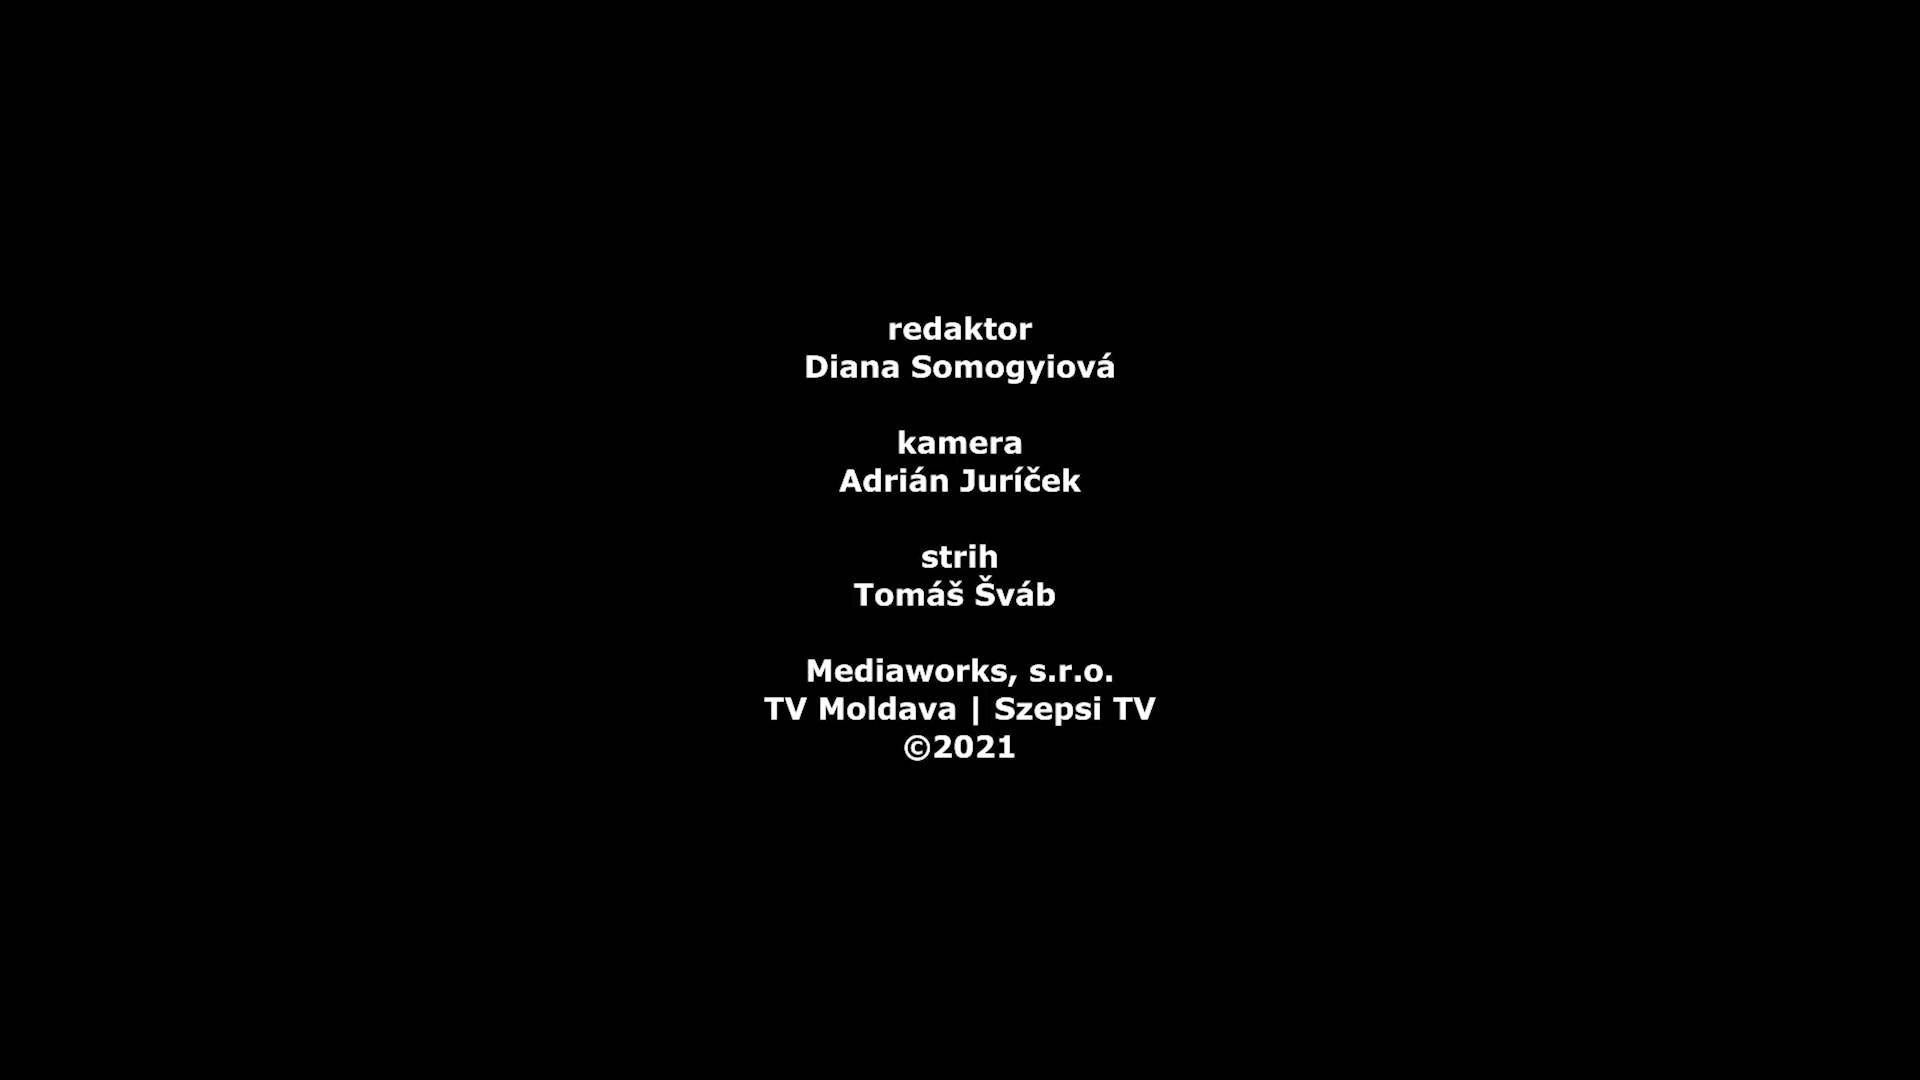 redaktor
Diana Somogyiová
kamera
Adrián Juríček
strih
Tomáš Šváb
Mediaworks, s.r.o.
TV Moldava | Szepsi TV
©2021